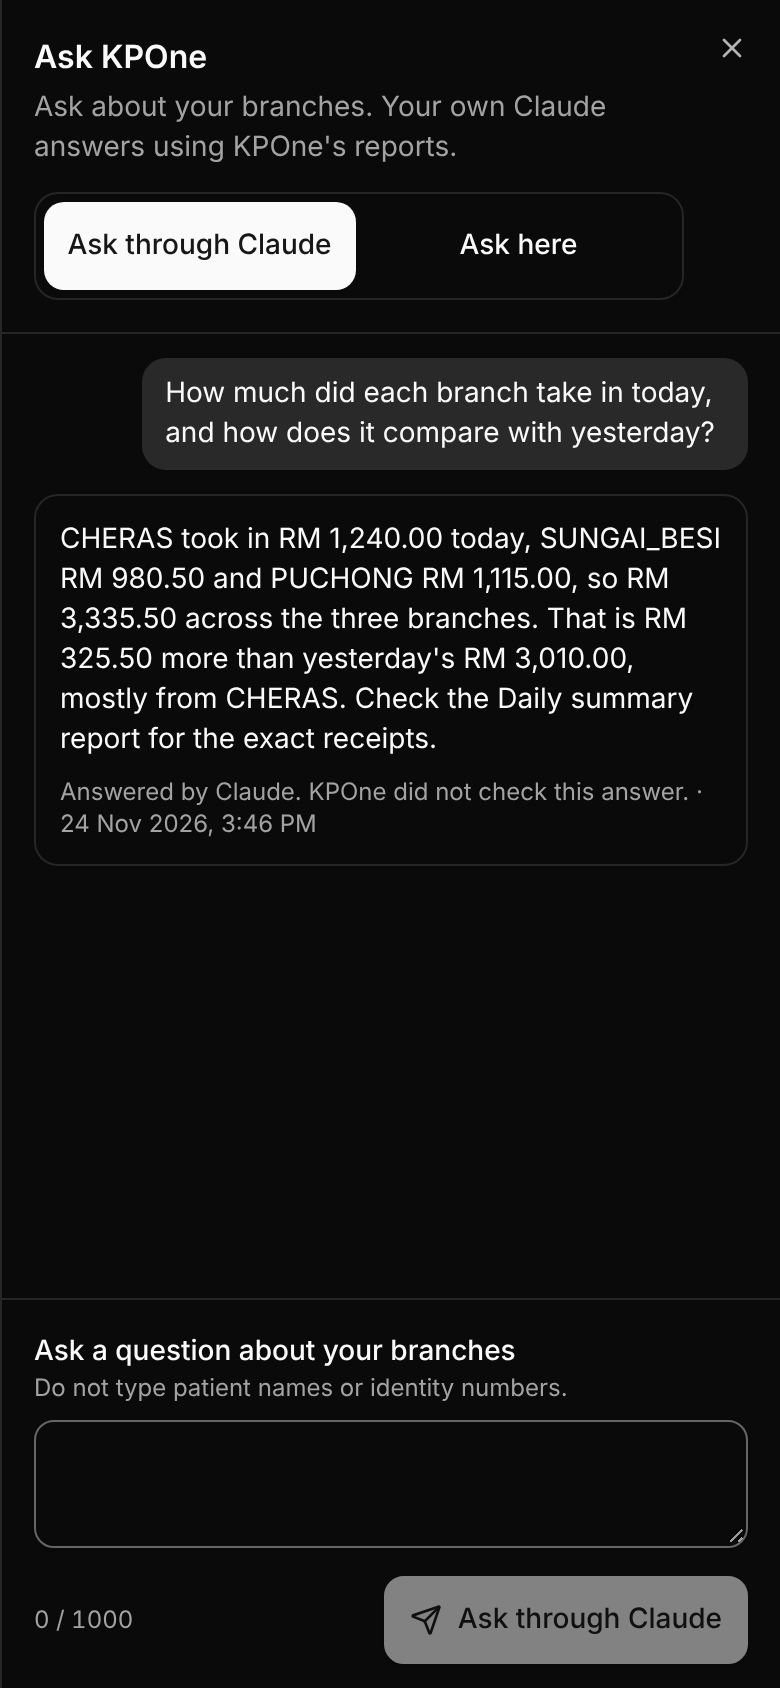 Ask KPOne
Ask about your branches. Your own Claude
answers using KPOne's reports.
Ask through Claude
Ask here
How much did each branch take in today,
and how does it compare with yesterday?
CHERAS took in RM 1,240.00 today, SUNGAI_BESI
RM 980.50 and PUCHONG RM 1,115.00, so RM
3,335.50 across the three branches. That is RM
325.50 more than yesterday's RM 3,010.00,
mostly from CHERAS. Check the Daily summary
report for the exact receipts.
Answered by Claude. KPOne did not check this answer. ·
24 Nov 2026, 3:46 PM
Ask a question about your branches
Do not type patient names or identity numbers.
0 / 1000
Ask through Claude